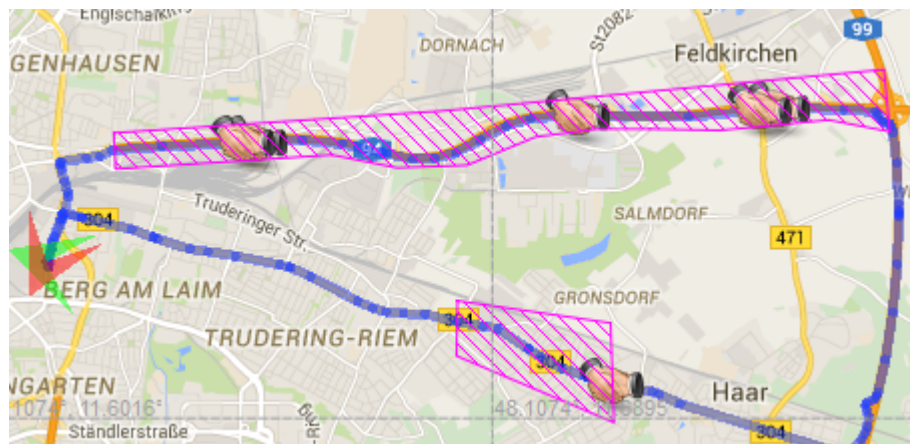 Englschalking
99
DORNACH
St2082
Feldkirchen
GENHAUSEN
304
Truderinger Str.
SALMDORF
471
BERG AM LAIM
GRONSDORF
304
TRUDERING-RIEM
304
NGARTEN
Haar
1074°, 11.6016°
48.1074°
304
Ständlerstraße